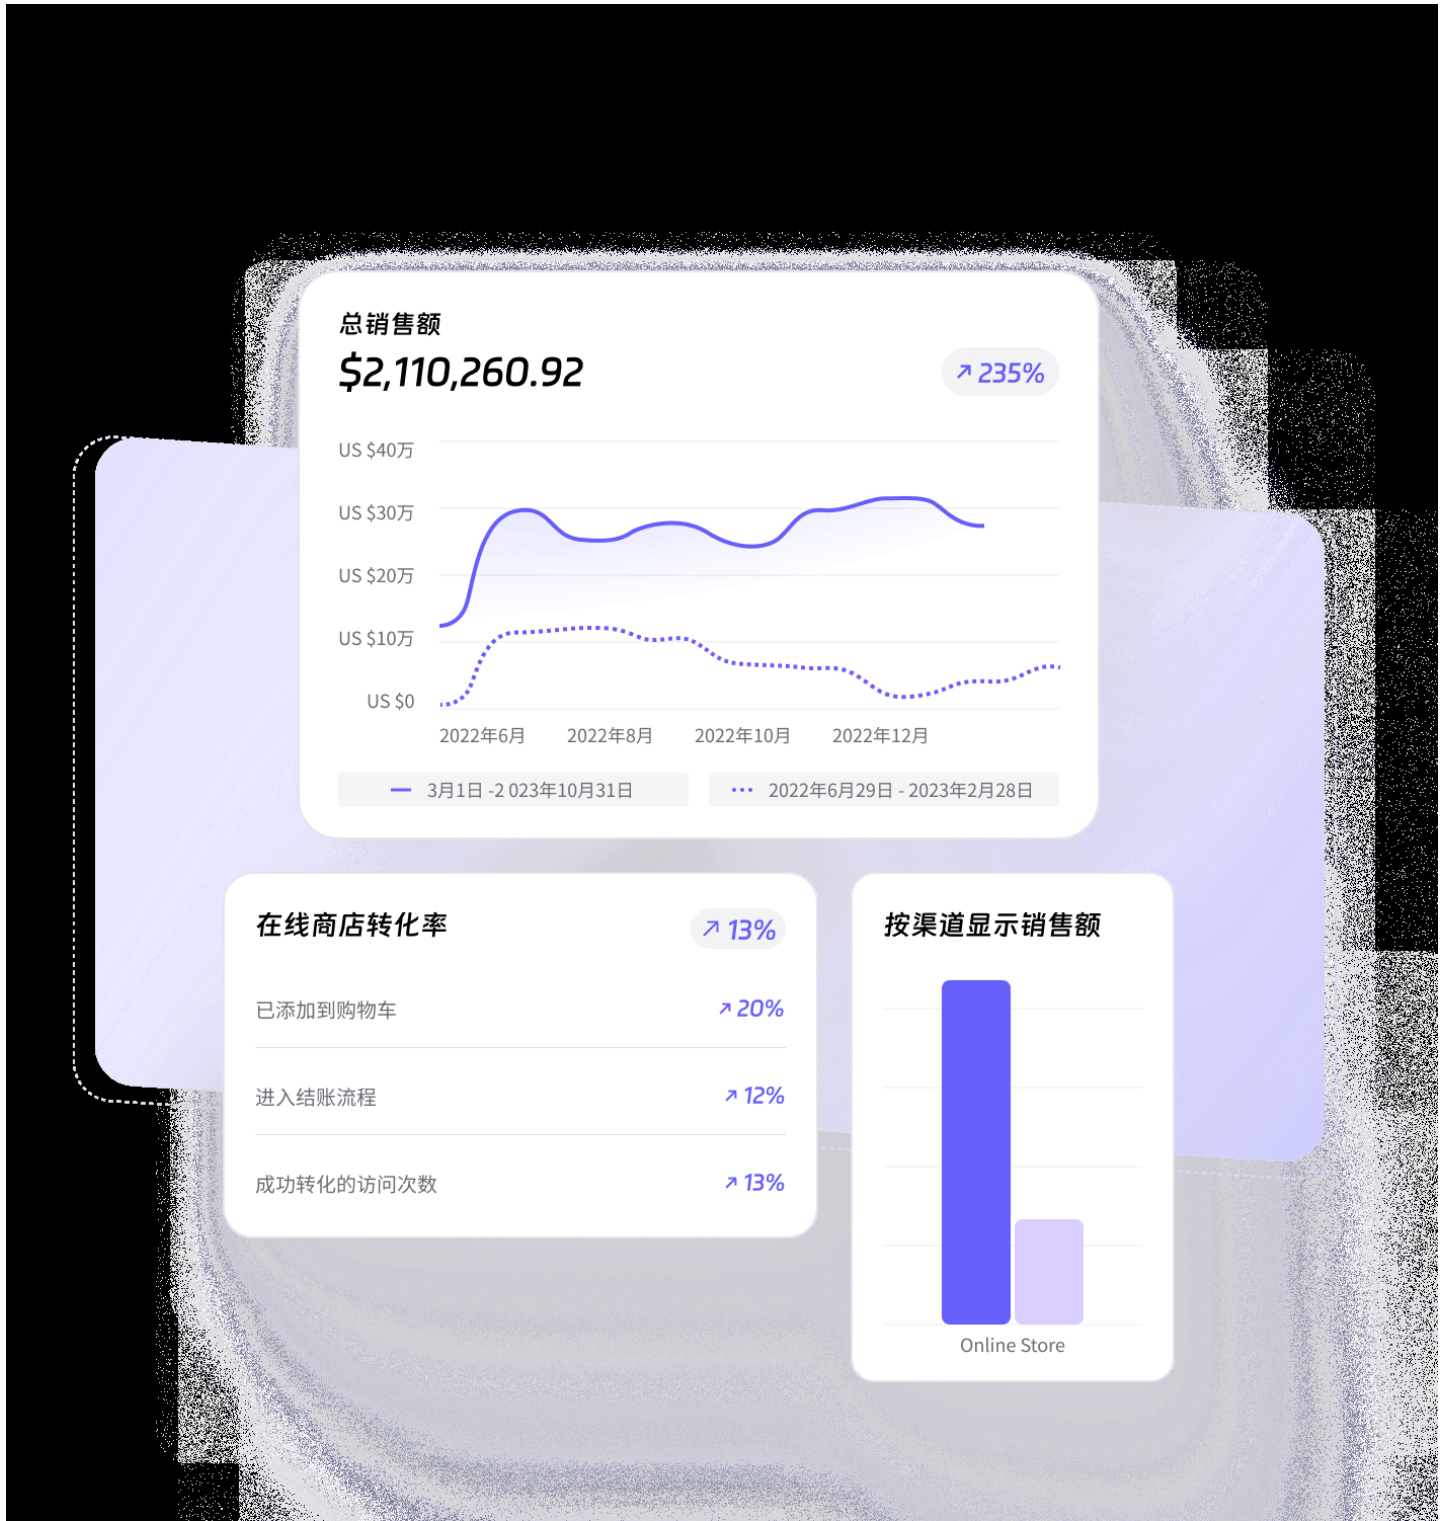 总销售额
$2,110,260.92
↗ 235%
US $40万
US $30万
US $20万
US $10万
US $0
2022年6月 2022年8月 2022年10月 2022年12月
3月1日 -2 023年10月31日 2022年6月29日 - 2023年2月28日
在线商店转化率 ↗ 13%
已添加到购物车 ↗ 20%
进入结账流程 ↗ 12%
成功转化的访问次数 ↗ 13%
按渠道显示销售额
Online Store